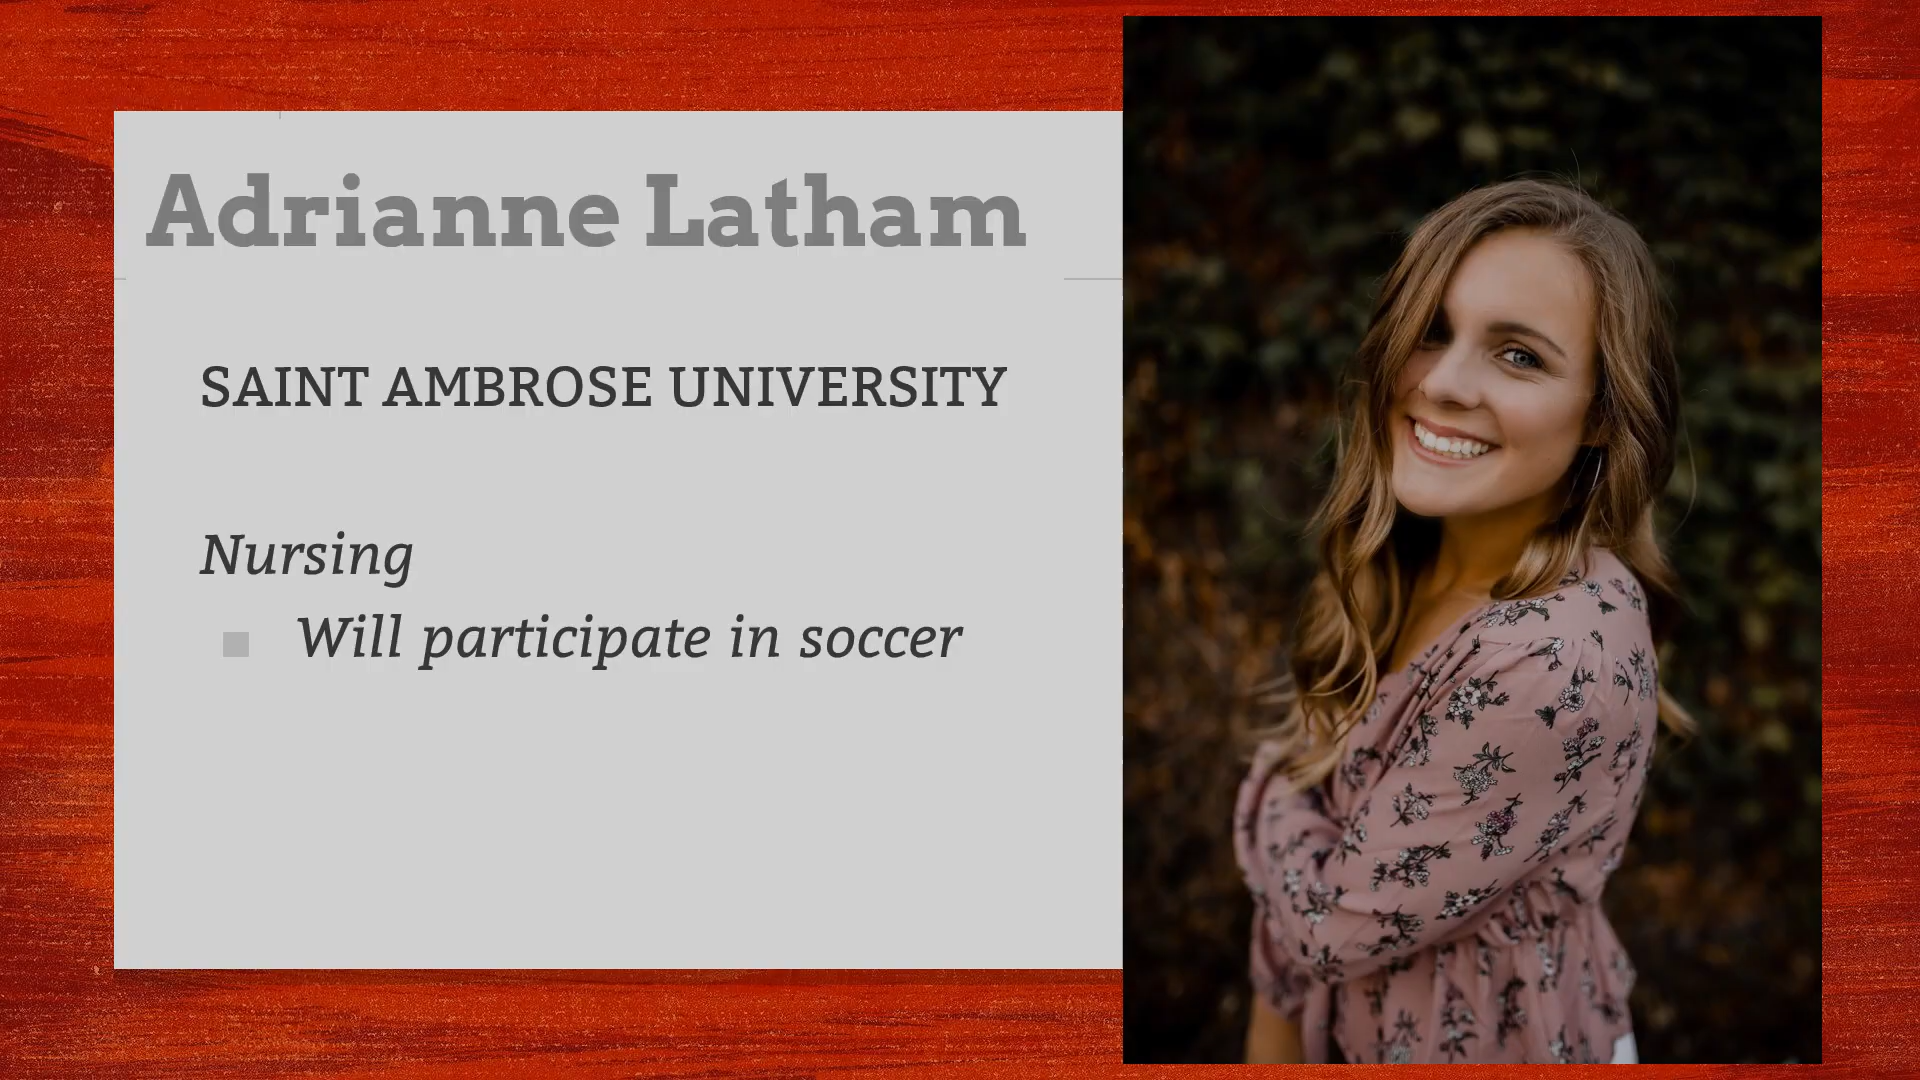 Adrianne Latham
SAINT AMBROSE UNIVERSITY
Nursing
Will participate in soccer